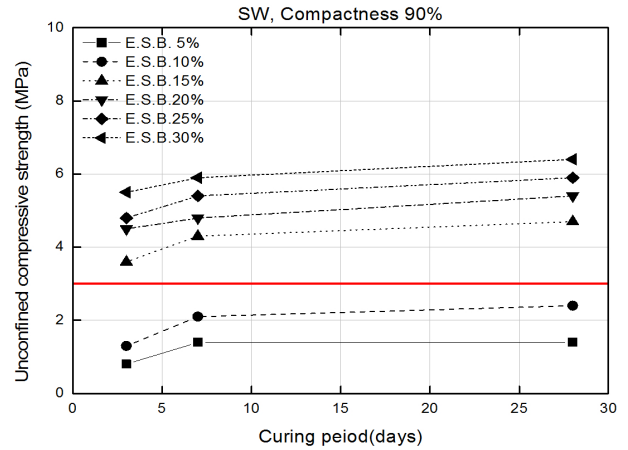 SW, Compactness 90%
10
8
6
4
2
0
Unconfined compressive strength (MPa)
E.S.B. 5%
E.S.B.10%
E.S.B.15%
E.S.B.20%
E.S.B.25%
E.S.B.30%
0 5 10 15 20 25 30
Curing peiod(days)